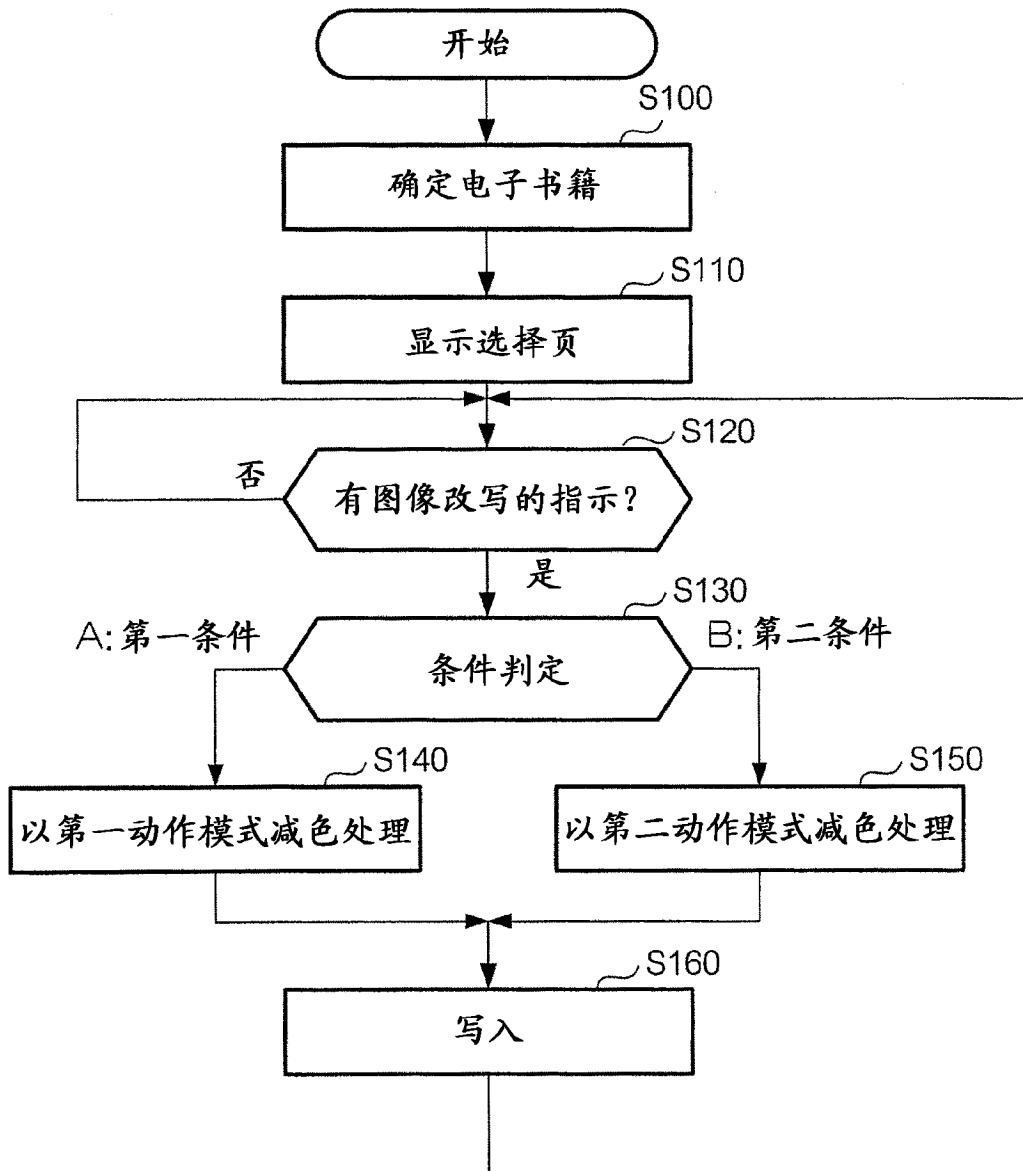 开始
S100
确定电子书籍
S110
显示选择页
S120
否
有图像改写的指示？
是
S130
A：第一条件
B：第二条件
条件判定
S140
S150
以第一动作模式减色处理
以第二动作模式减色处理
S160
写入